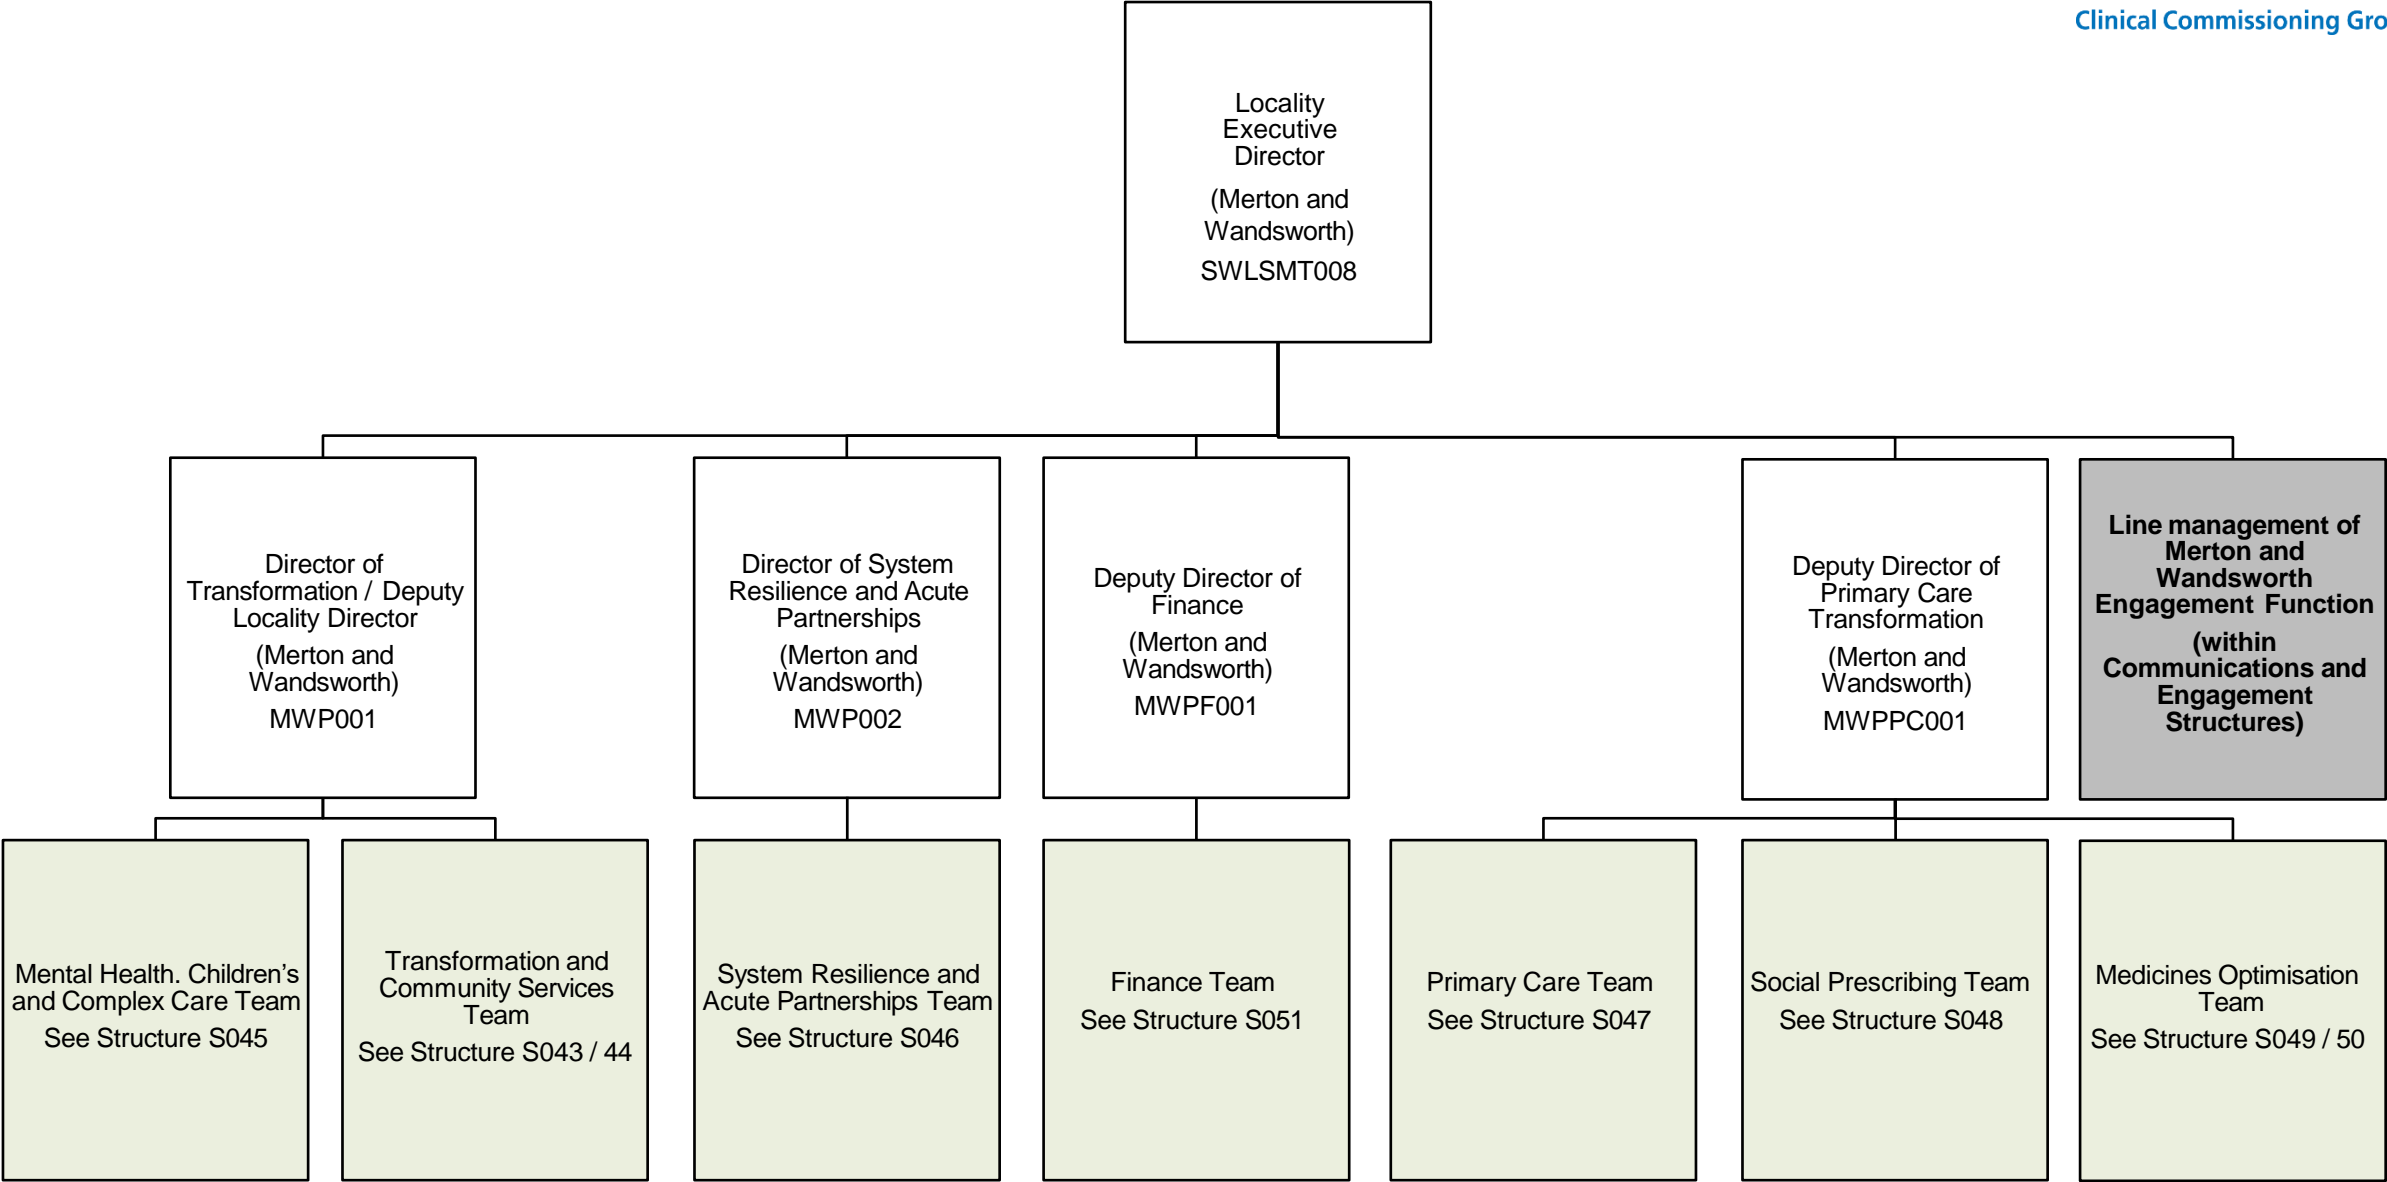 Clinical Commissioning Gro
Locality
Executive
Director
(Merton and
Wandsworth)
SWLSMT008
Director of
Transformation / Deputy
Locality Director
(Merton and
Wandsworth)
MWP001
Director of System
Resilience and Acute
Partnerships
(Merton and
Wandsworth)
MWP002
Deputy Director of
Finance
(Merton and
Wandsworth)
MWPF001
Deputy Director of
Primary Care
Transformation
(Merton and
Wandsworth)
MWPPC001
Line management of
Merton and
Wandsworth
Engagement Function
(within
Communications and
Engagement
Structures)
Mental Health. Children’s
and Complex Care Team
See Structure S045
Transformation and
Community Services
Team
See Structure S043 / 44
System Resilience and
Acute Partnerships Team
See Structure S046
Finance Team
See Structure S051
Primary Care Team
See Structure S047
Social Prescribing Team
See Structure S048
Medicines Optimisation
Team
See Structure S049 / 50